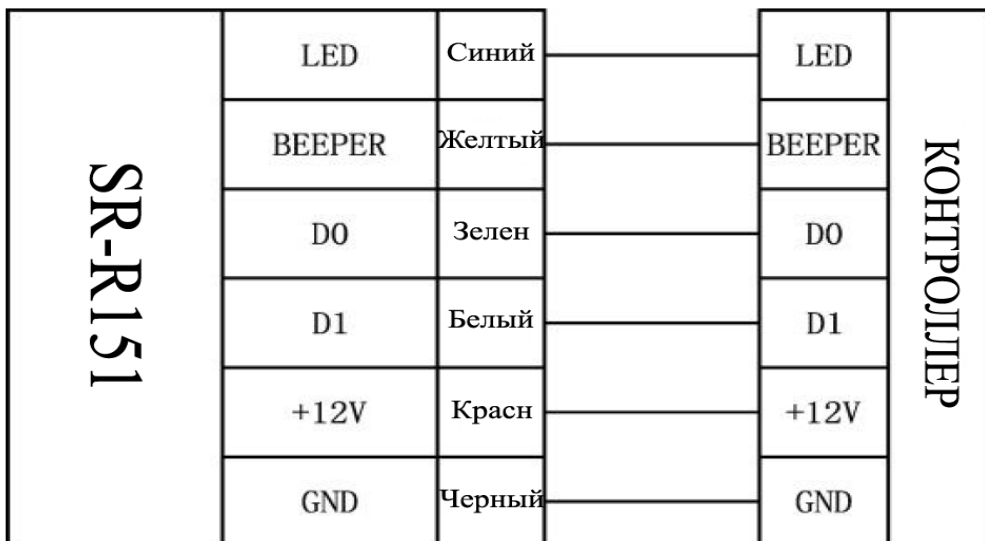 SR-R151
LED Синий LED
BEEPER Желтый BEEPER
D0 Зелен D0
D1 Белый D1
+12V Красн +12V
GND Черный GND
КОНТРОЛЛЕР